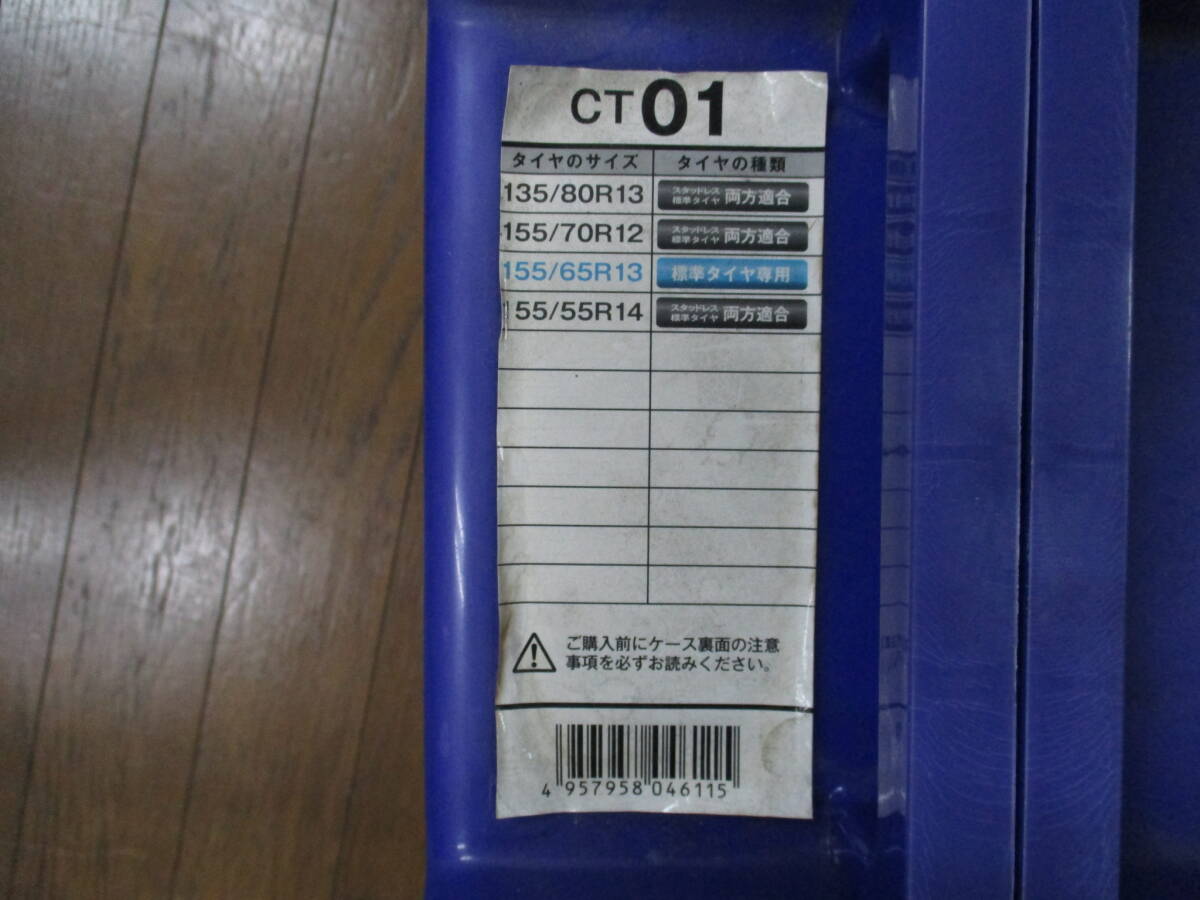 CT01
タイヤのサイズ タイヤの種類
135/80R13 スタッドレス 標準タイヤ 両方適合
155/70R12 スタッドレス 標準タイヤ 両方適合
155/65R13 標準タイヤ専用
155/55R14 スタッドレス 標準タイヤ 両方適合
ご購入前にケース裏面の注意
事項を必ずお読みください。
4 957958 046115